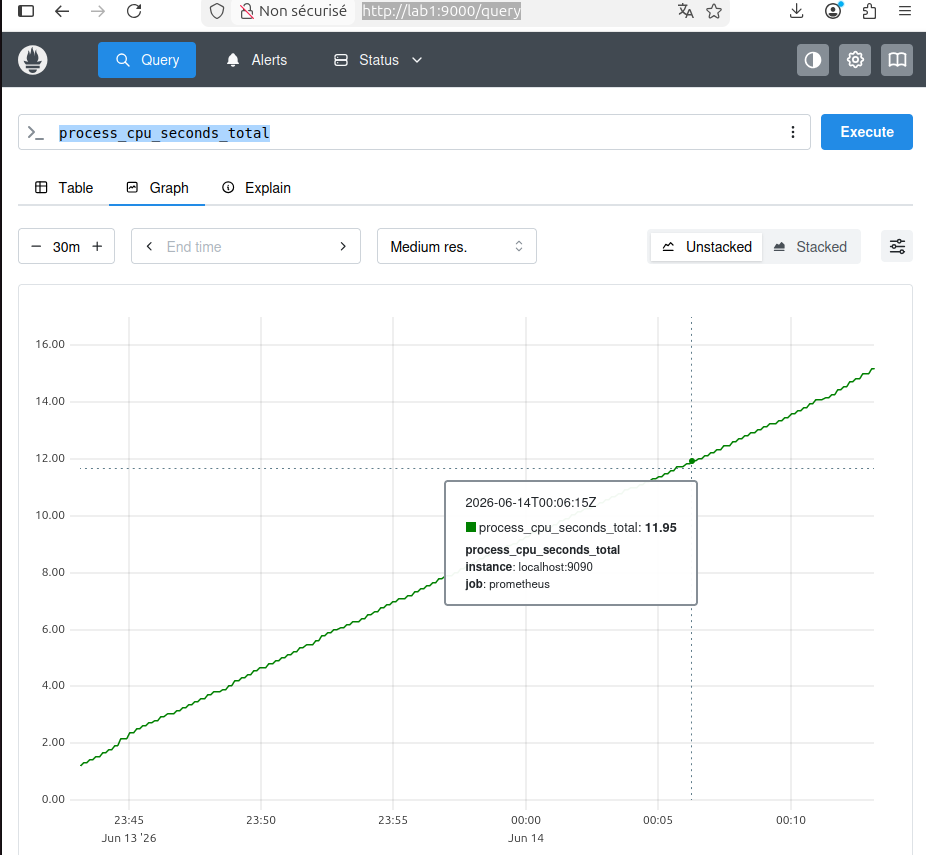 Non sécurisé http://lab1:9000/query
Query Alerts Status
>_ process_cpu_seconds_total Execute
Table Graph Explain
30m End time Medium res. Unstacked Stacked
16.00
14.00
12.00
10.00
8.00
6.00
4.00
2.00
0.00
2026-06-14T00:06:15Z
process_cpu_seconds_total: 11.95
process_cpu_seconds_total
instance: localhost:9090
job: prometheus
23:45 23:50 23:55 00:00 00:05 00:10
Jun 13 '26 Jun 14